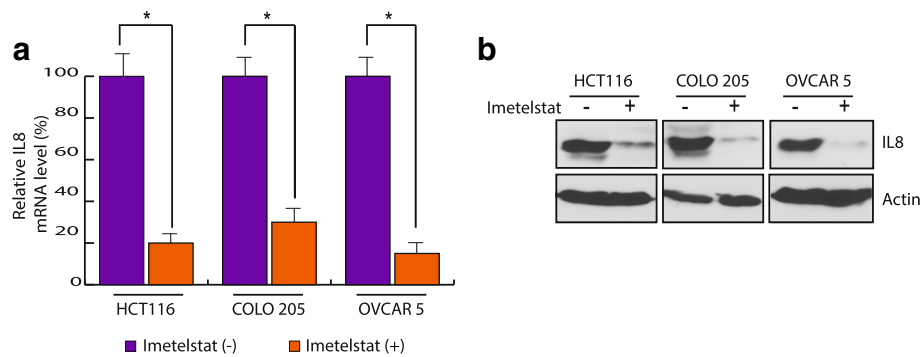 a
* * *
Relative IL8
mRNA level (%)
100
80
60
40
20
0
HCT116 COLO 205 OVCAR 5
Imetelstat (-) Imetelstat (+)
b
HCT116 COLO 205 OVCAR 5
Imetelstat - + - + - +
IL8
Actin